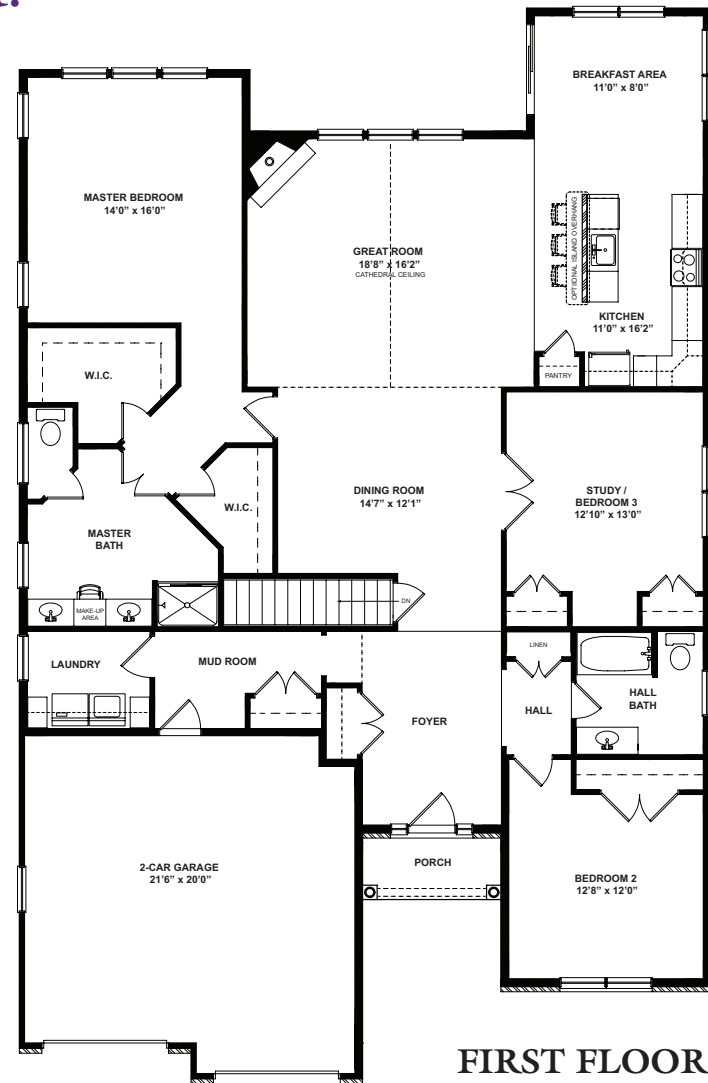 BREAKFAST AREA
11'0" x 8'0"
MASTER BEDROOM
14'0" x 16'0"
GREAT ROOM
18'8" x 16'2"
CATHEDRAL CEILING
OPTIONAL ISLAND OVERHANG
KITCHEN
11'0" x 16'2"
PANTRY
W.I.C.
W.I.C.
DINING ROOM
14'7" x 12'1"
STUDY /
BEDROOM 3
12'10" x 13'0"
MASTER
BATH
MAKE-UP
AREA
DN
LAUNDRY
MUD ROOM
LINEN
HALL
HALL
BATH
FOYER
2-CAR GARAGE
21'6" x 20'0"
PORCH
BEDROOM 2
12'8" x 12'0"
FIRST FLOOR